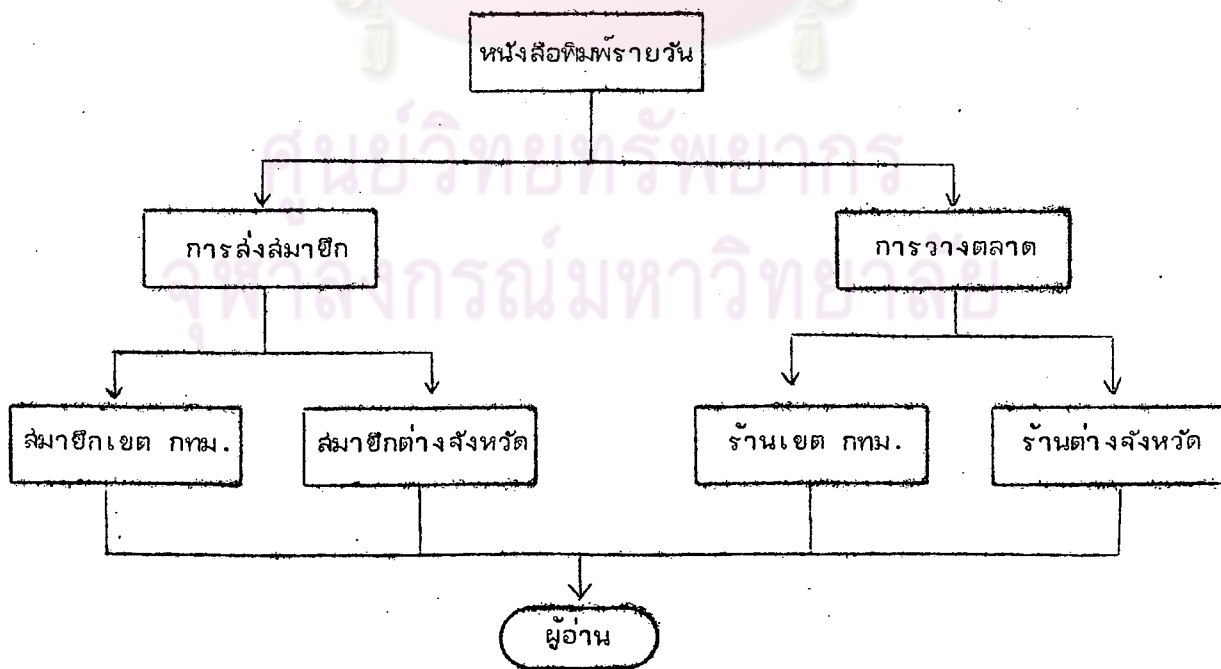 หนังสือพิมพ์รายวัน
ศูนย์วิทยทรัพยากร
การส่งสมาชิก
การวางตลาด
จุฬาลงกรณ์มหาวิทยาลัย
สมาชิกเขต กทม.
สมาชิกต่างจังหวัด
ร้านเขต กทม.
ร้านต่างจังหวัด
ผู้อ่าน